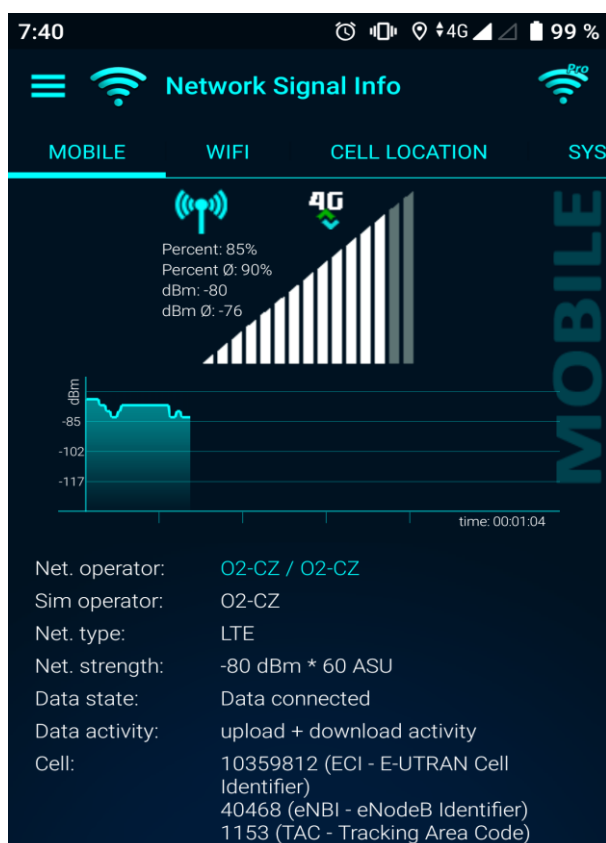 7:40 4G 99 %
Network Signal Info Pro
MOBILE WIFI CELL LOCATION SYS
4G
Percent: 85%
Percent Ø: 90%
dBm: -80
dBm Ø: -76
MOBILE
dBm
-85
-102
-117
time: 00:01:04
Net. operator: O2-CZ / O2-CZ
Sim operator: O2-CZ
Net. type: LTE
Net. strength: -80 dBm * 60 ASU
Data state: Data connected
Data activity: upload + download activity
Cell: 10359812 (ECI - E-UTRAN Cell
Identifier)
40468 (eNBI - eNodeB Identifier)
1153 (TAC - Tracking Area Code)